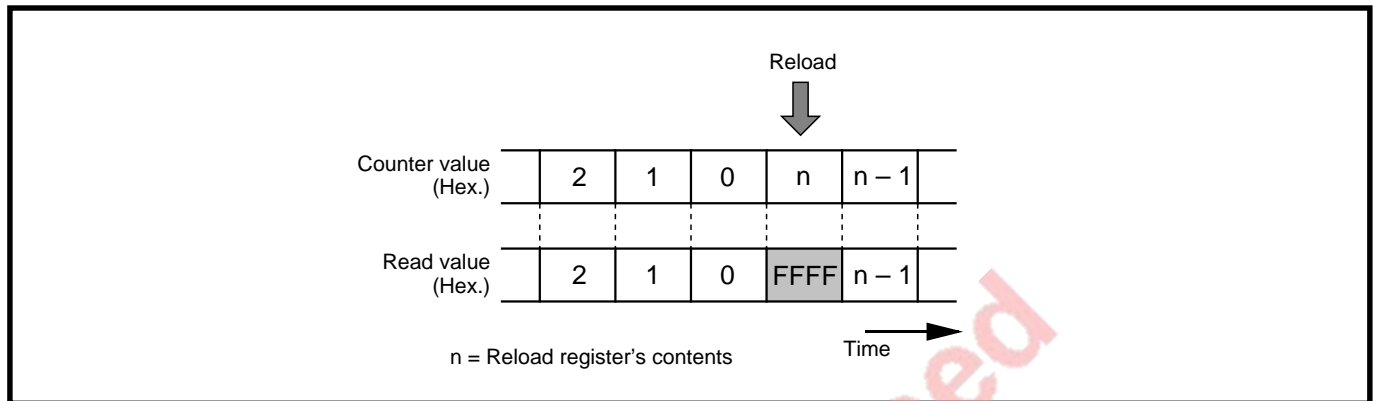 Reload
Counter value
(Hex.)
2 1 0 n n – 1
Read value
(Hex.)
2 1 0 FFFF n – 1
n = Reload register's contents
Time